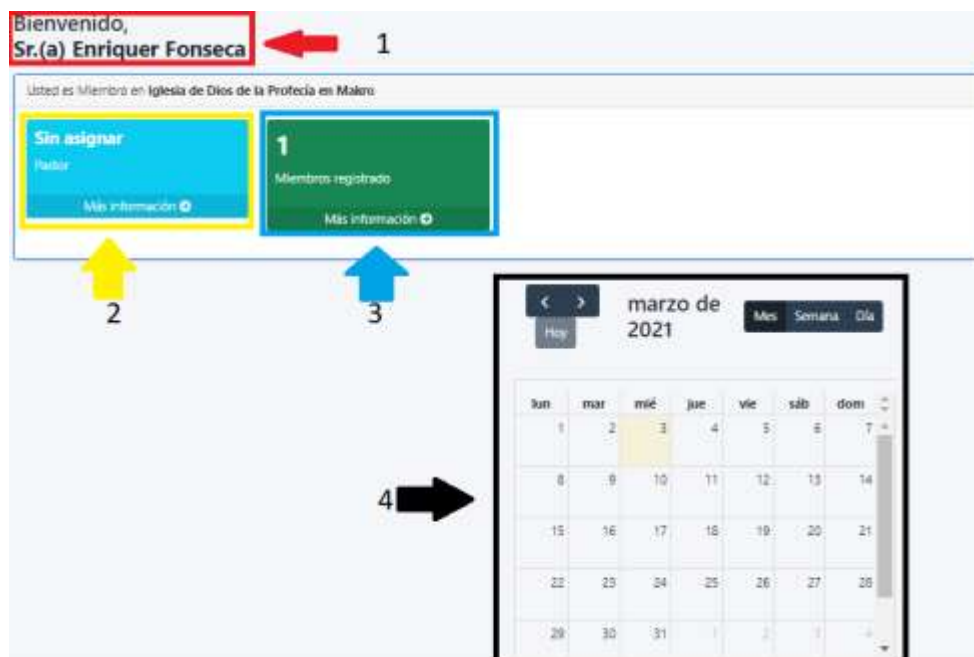 Bienvenido,
Sr.(a) Enriquer Fonseca
1
Usted es Miembro en Iglesia de Dios de la Profecía en Makro
Sin asignar
Pastor
Más información
1
Miembros registrado
Más información
2
3
marzo de 2021
Hoy
Mes Semana Día
lun mar mié jue vie sáb dom
1 2 3 4 5 6 7
8 9 10 11 12 13 14
4
15 16 17 18 19 20 21
22 23 24 25 26 27 28
29 30 31 1 2 3 4